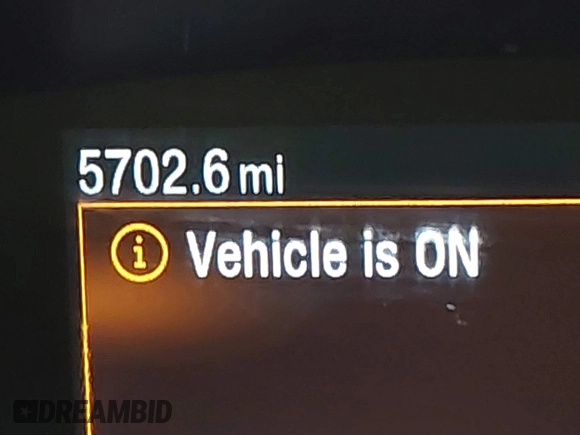 5702.6 mi
i Vehicle is ON
DREAMBID